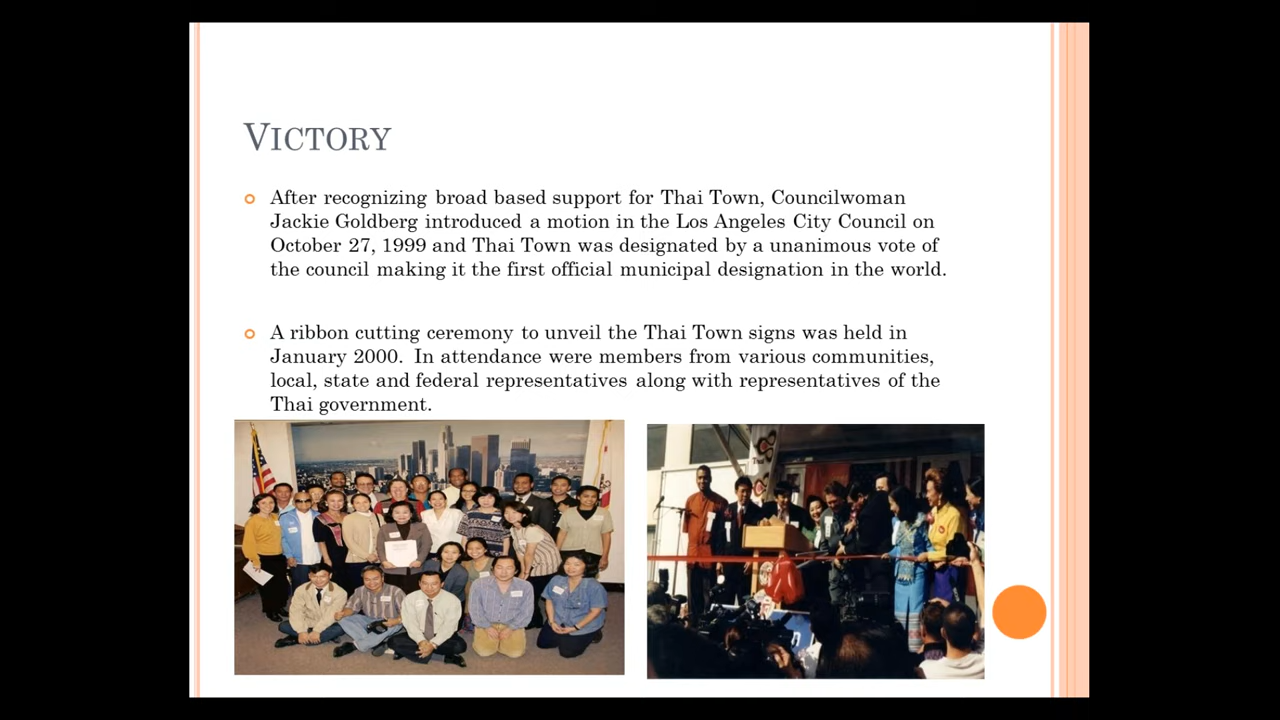 VICTORY
After recognizing broad based support for Thai Town, Councilwoman
Jackie Goldberg introduced a motion in the Los Angeles City Council on
October 27, 1999 and Thai Town was designated by a unanimous vote of
the council making it the first official municipal designation in the world.
A ribbon cutting ceremony to unveil the Thai Town signs was held in
January 2000.  In attendance were members from various communities,
local, state and federal representatives along with representatives of the
Thai government.